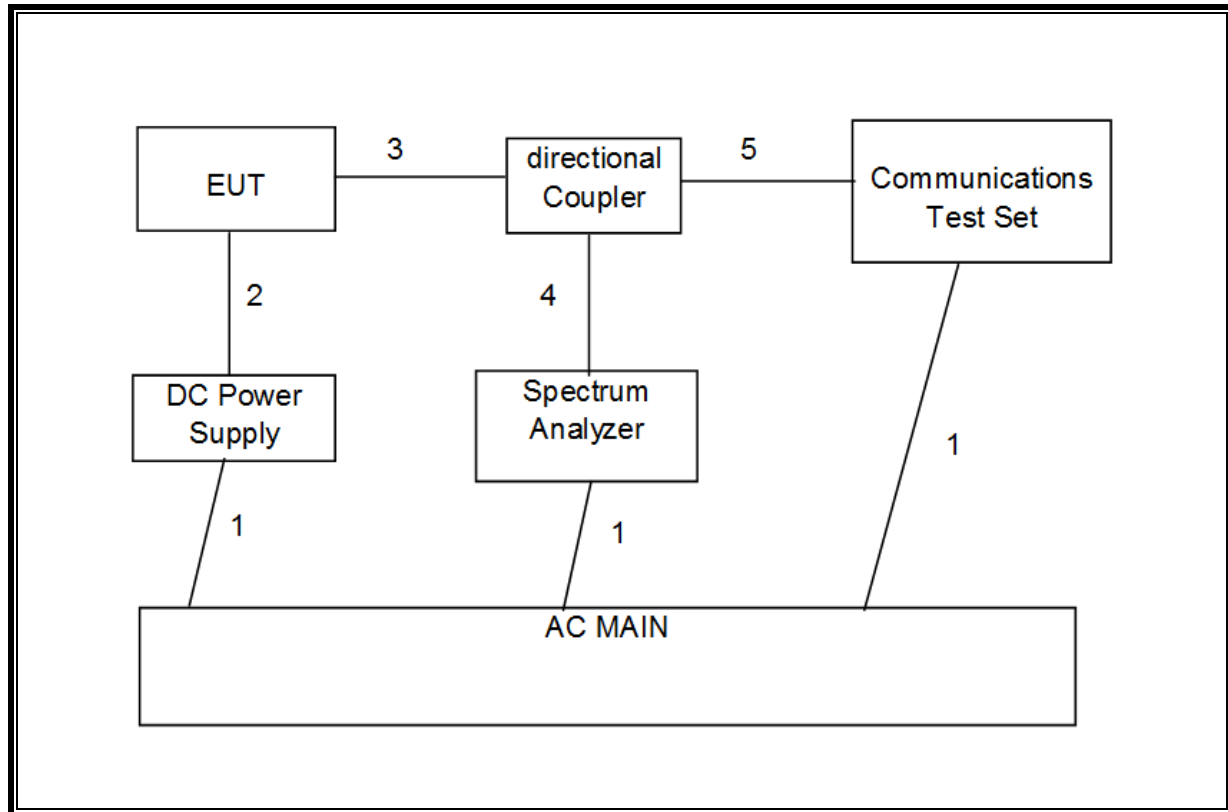 EUT
3
directional
Coupler
5
Communications
Test Set
2
4
DC Power
Supply
Spectrum
Analyzer
1
1
1
AC MAIN